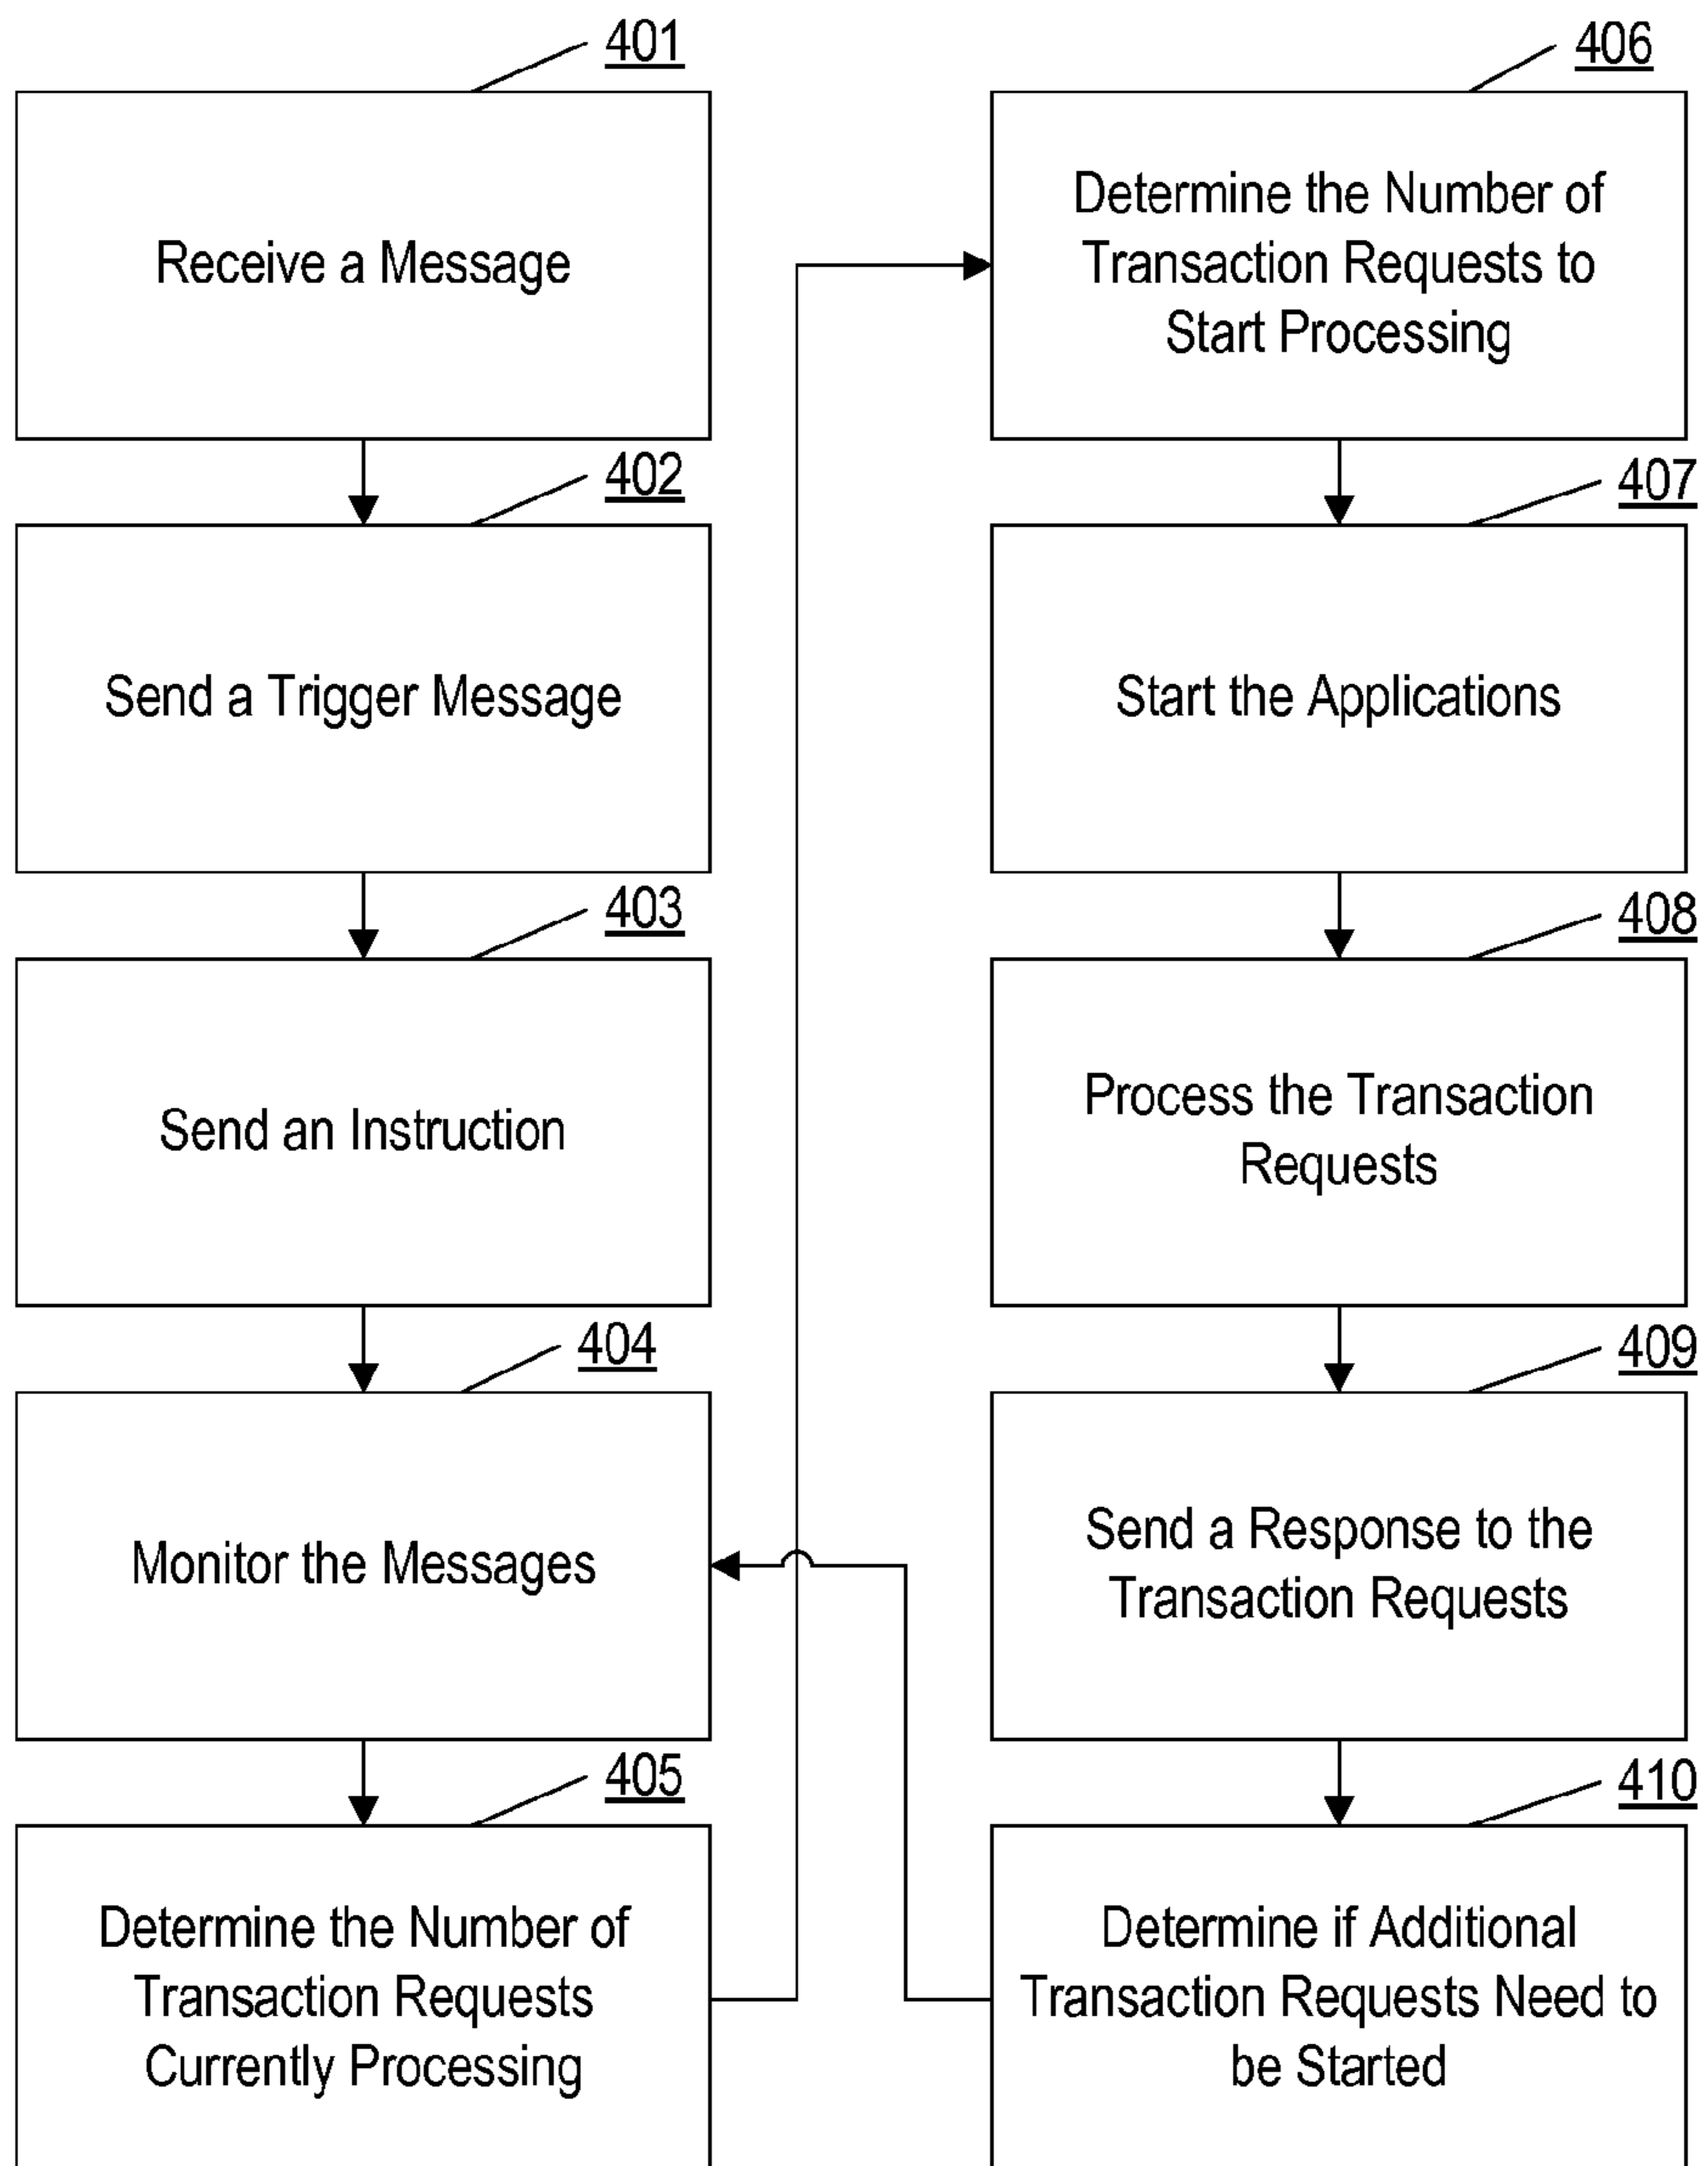 401
Receive a Message
402
Send a Trigger Message
403
Send an Instruction
404
Monitor the Messages
405
Determine the Number of
Transaction Requests
Currently Processing
406
Determine the Number of
Transaction Requests to
Start Processing
407
Start the Applications
408
Process the Transaction
Requests
409
Send a Response to the
Transaction Requests
410
Determine if Additional
Transaction Requests Need to
be Started